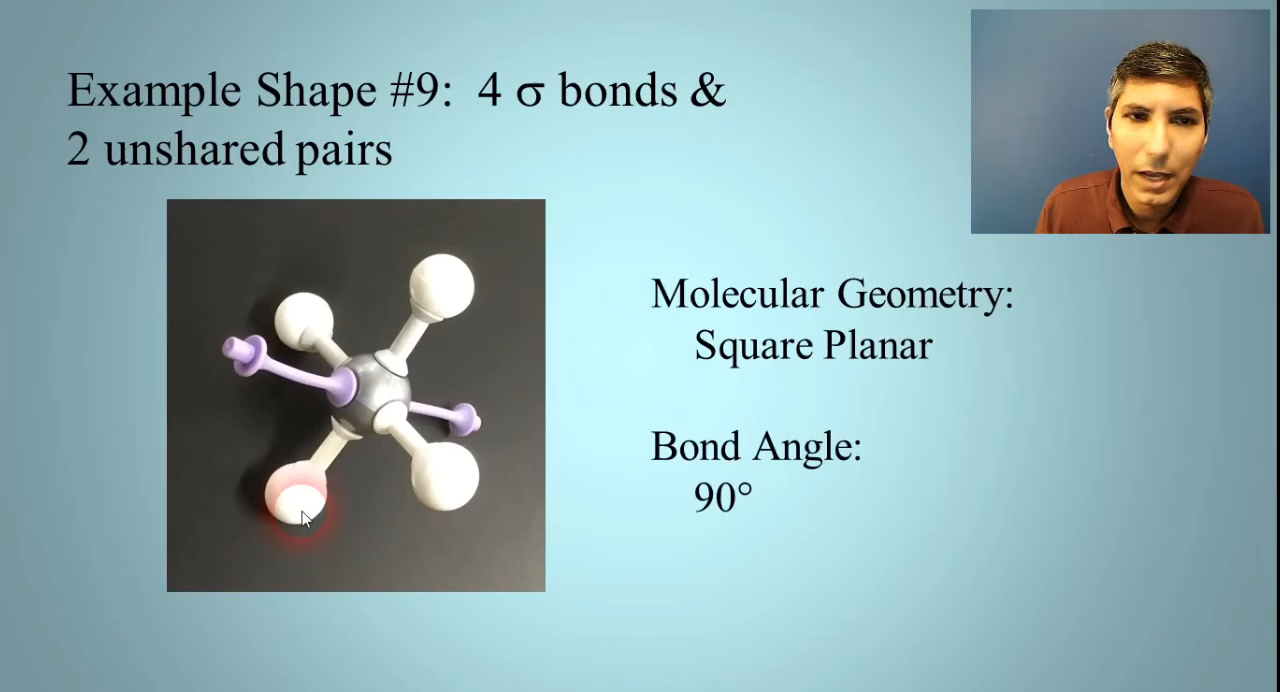 Example Shape #9: 4 σ bonds &
2 unshared pairs
Molecular Geometry:
Square Planar
Bond Angle:
90°